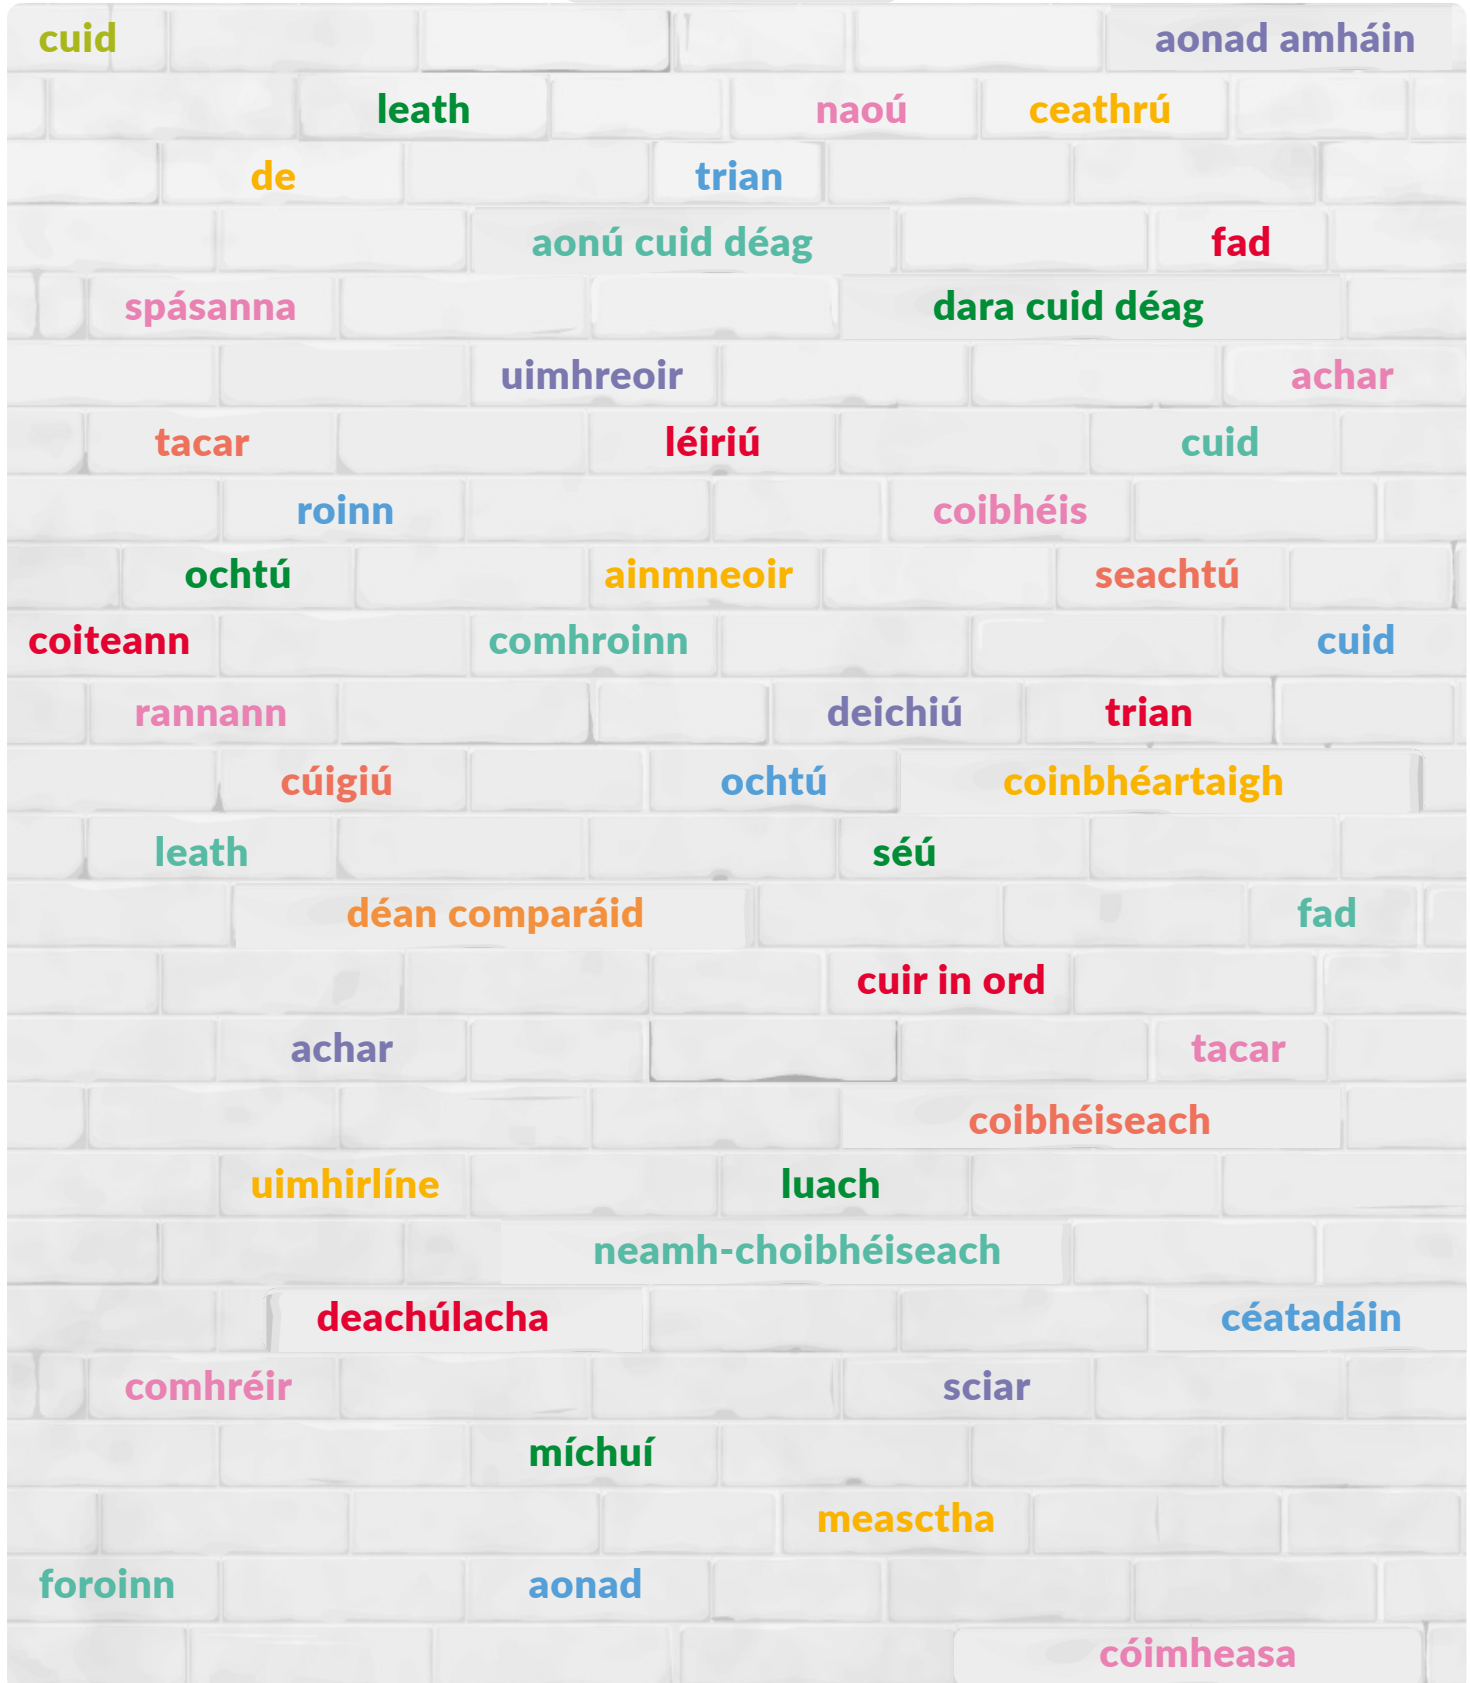 cuid aonad amháin
leath naoú ceathrú
de trian
aonú cuid déag fad
spásanna dara cuid déag
uimhreoir achar
tacar léiriú cuid
roinn coibhéis
ochtú ainmneoir seachtú
coiteann comhroinn cuid
rannann deichiú trian
cúigiú ochtú coinbhéartaigh
leath séú
déan comparáid fad
cuir in ord
achar tacar
coibhéiseach
uimhirlíne luach
neamh-choibhéiseach
deachúlacha céatadáin
comhréir sciar
míchuí
measctha
foroinn aonad
cóimheasa